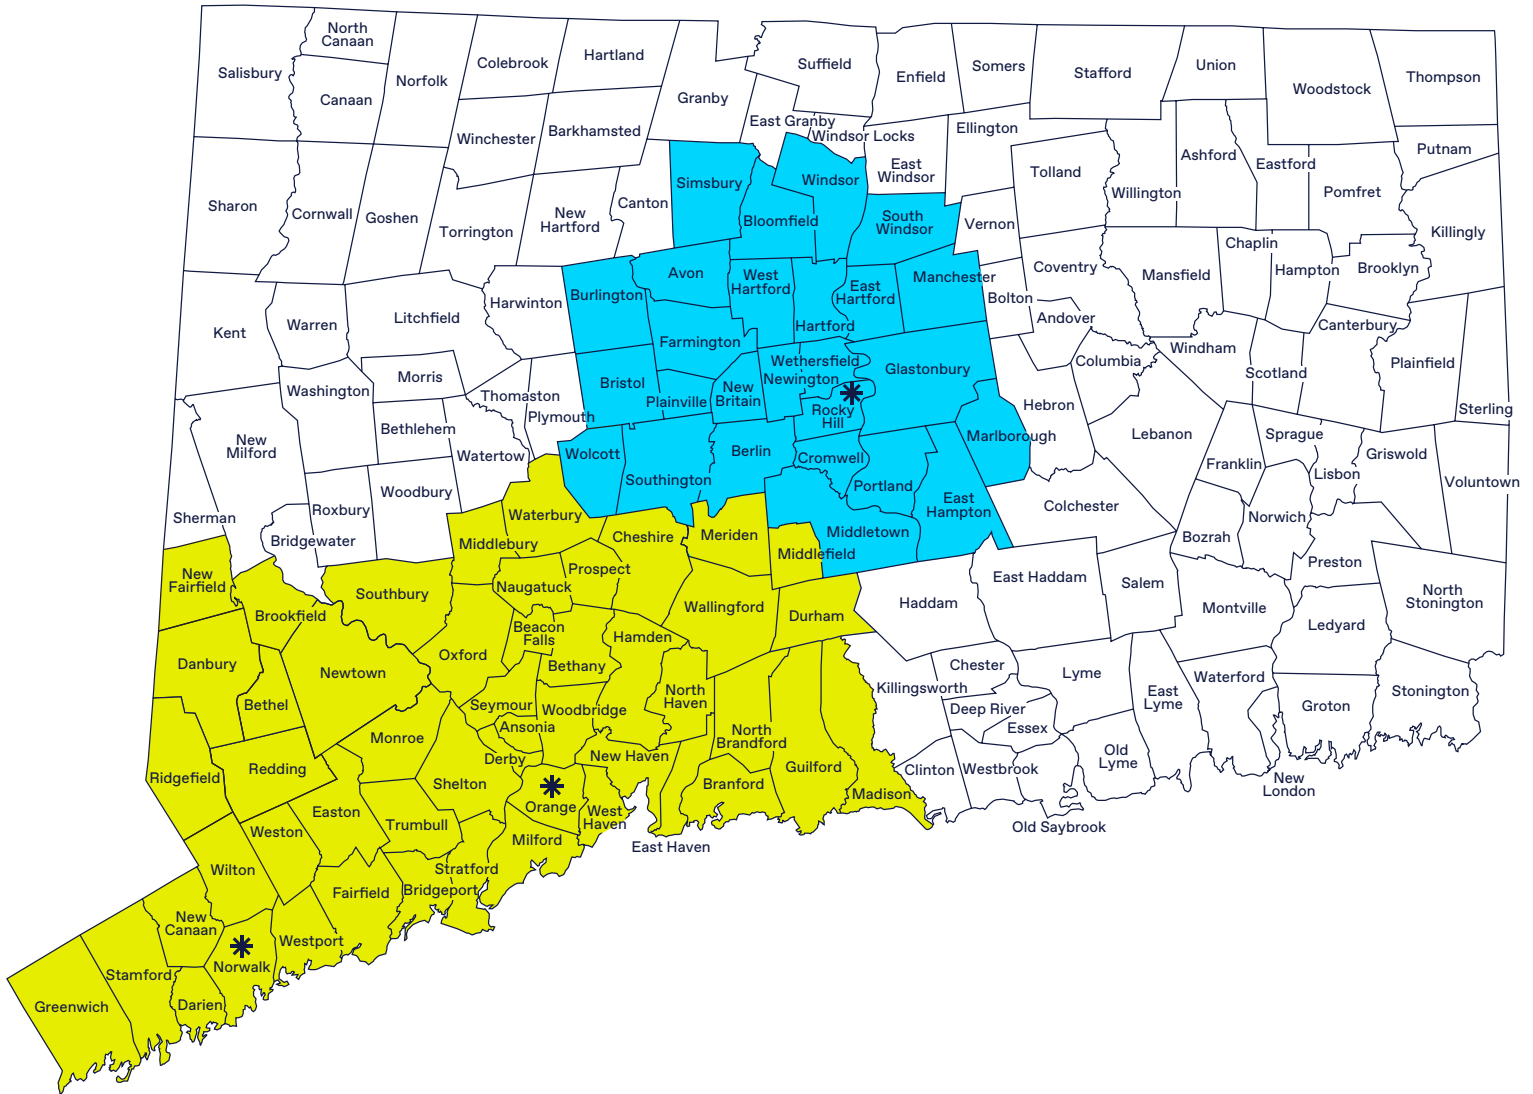 North
Canaan
Salisbury
Canaan
Norfolk
Colebrook
Hartland
Granby
Suffield
Enfield
Somers
Stafford
Union
Woodstock
Thompson
Winchester
Barkhamsted
East Granby
Windsor Locks
East
Windsor
Ellington
Tolland
Willington
Ashford
Eastford
Pomfret
Putnam
Killingly
Sharon
Cornwall
Goshen
Torrington
New
Hartford
Canton
Simsbury
Bloomfield
Windsor
South
Windsor
Vernon
Coventry
Mansfield
Chaplin
Hampton
Brooklyn
Kent
Warren
Litchfield
Harwinton
Burlington
Avon
West
Hartford
Hartford
East
Hartford
Manchester
Bolton
Andover
Columbia
Windham
Scotland
Canterbury
Plainfield
Sterling
Washington
Morris
Bethlehem
Thomaston
Plymouth
Watertow
Bristol
Farmington
Plainville
New
Britain
Wethersfield
Newington
Rocky
Hill
Glastonbury
Marlborough
Hebron
Lebanon
Franklin
Sprague
Lisbon
Griswold
Voluntown
New
Milford
Sherman
Bridgewater
Roxbury
Woodbury
Wolcott
Southington
Berlin
Cromwell
Portland
East
Hampton
Middletown
Colchester
Bozrah
Norwich
Preston
North
Stonington
New
Fairfield
Brookfield
Southbury
Middlebury
Waterbury
Naugatuck
Prospect
Cheshire
Meriden
Middlefield
Wallingford
Durham
Haddam
East Haddam
Salem
Montville
Ledyard
Danbury
Bethel
Newtown
Oxford
Beacon
Falls
Bethany
Hamden
North
Haven
Seymour
Ansonia
Woodbridge
Derby
New Haven
North
Brandford
Guilford
Madison
Killingsworth
Chester
Deep River
Essex
Lyme
East
Lyme
Waterford
Groton
Stonington
Ridgefield
Redding
Monroe
Shelton
Orange
West
Haven
Branford
Clinton
Westbrook
Old
Lyme
New
London
Old Saybrook
East Haven
Wilton
Weston
Easton
Trumbull
Milford
Stratford
Bridgeport
Fairfield
Westport
Norwalk
New
Canaan
Darien
Stamford
Greenwich